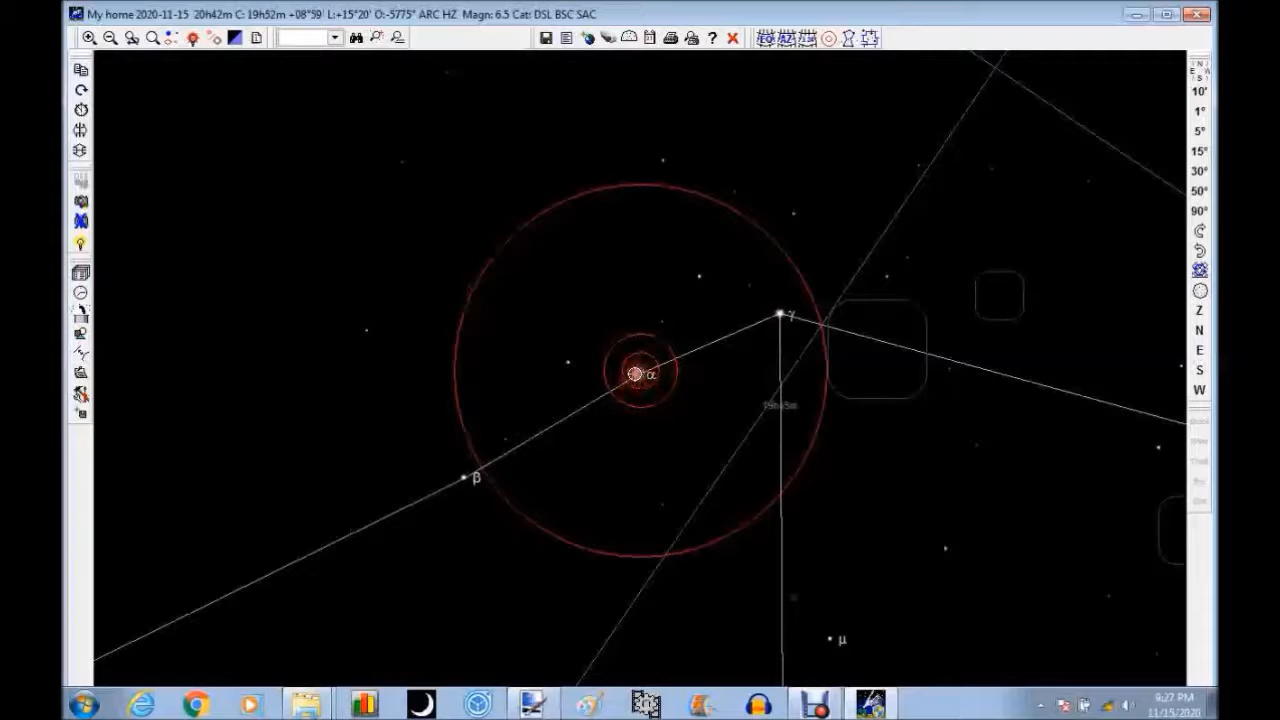 My home 2020-11-15 20h42m C: 19h52m +08°59' L:+15°20' O:-5775° ARC HZ Magn: 6.5 Cat: DSL BSC SAC
10'
1°
5°
15°
30°
50°
90°
Z
N
E
S
W
γ
α
β
μ
9:27 PM
11/15/2020